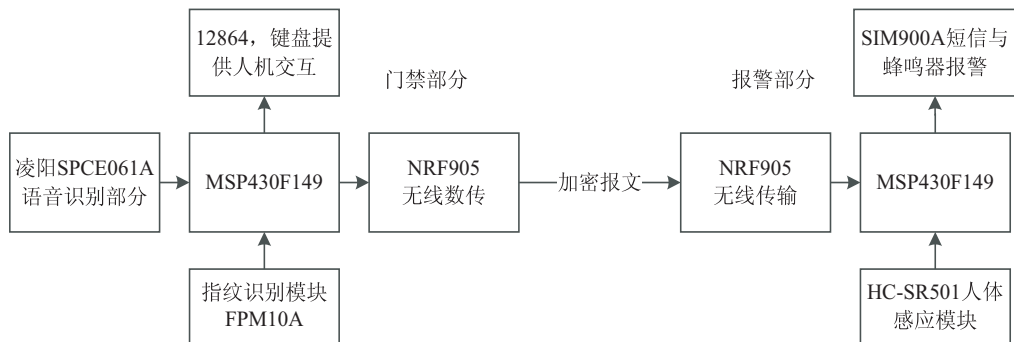 12864，键盘提
供人机交互
门禁部分
报警部分
SIM900A短信与
蜂鸣器报警
凌阳SPCE061A
语音识别部分
MSP430F149
NRF905
无线数传
加密报文
NRF905
无线传输
MSP430F149
指纹识别模块
FPM10A
HC-SR501人体
感应模块